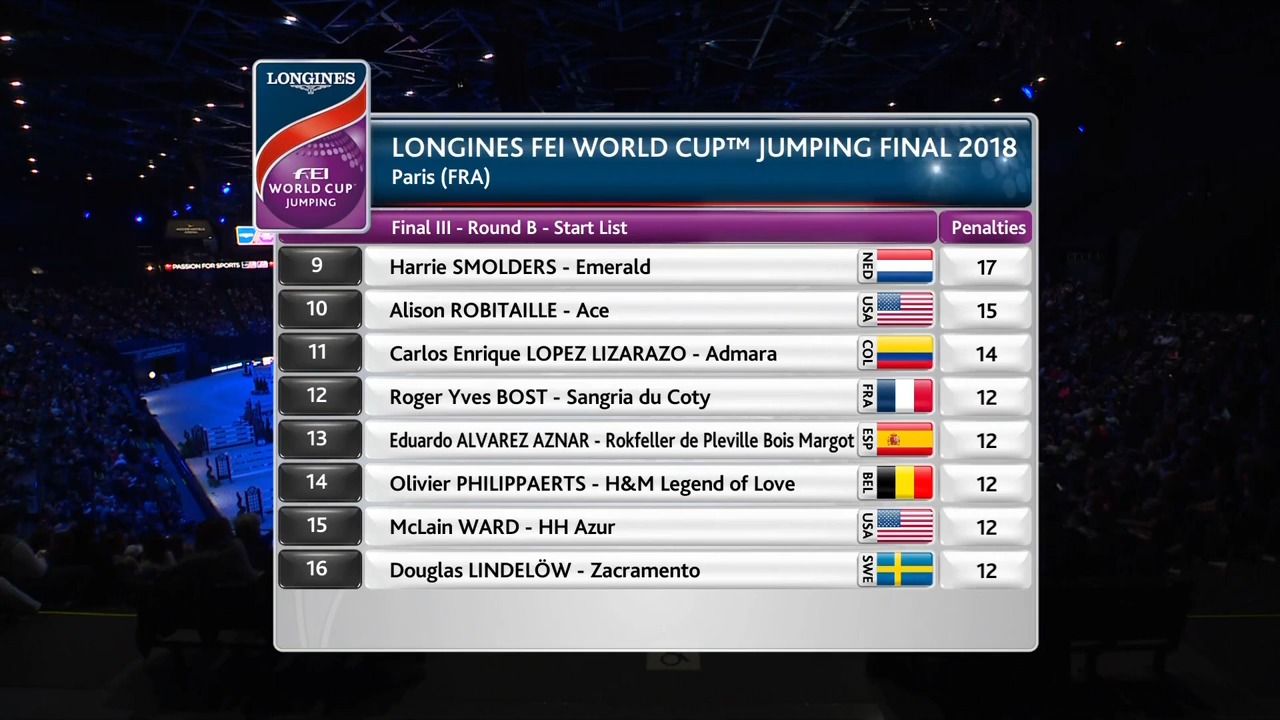 LONGINES
FEI
WORLD CUP
JUMPING
LONGINES FEI WORLD CUP™ JUMPING FINAL 2018
Paris (FRA)
Final III - Round B - Start List Penalties
9 Harrie SMOLDERS - Emerald NED 17
10 Alison ROBITAILLE - Ace USA 15
11 Carlos Enrique LOPEZ LIZARAZO - Admara COL 14
12 Roger Yves BOST - Sangria du Coty FRA 12
13 Eduardo ALVAREZ AZNAR - Rokfeller de Pleville Bois Margot ESP 12
14 Olivier PHILIPPAERTS - H&M Legend of Love BEL 12
15 McLain WARD - HH Azur USA 12
16 Douglas LINDELÖW - Zacramento SWE 12
PASSION FOR SPORTS